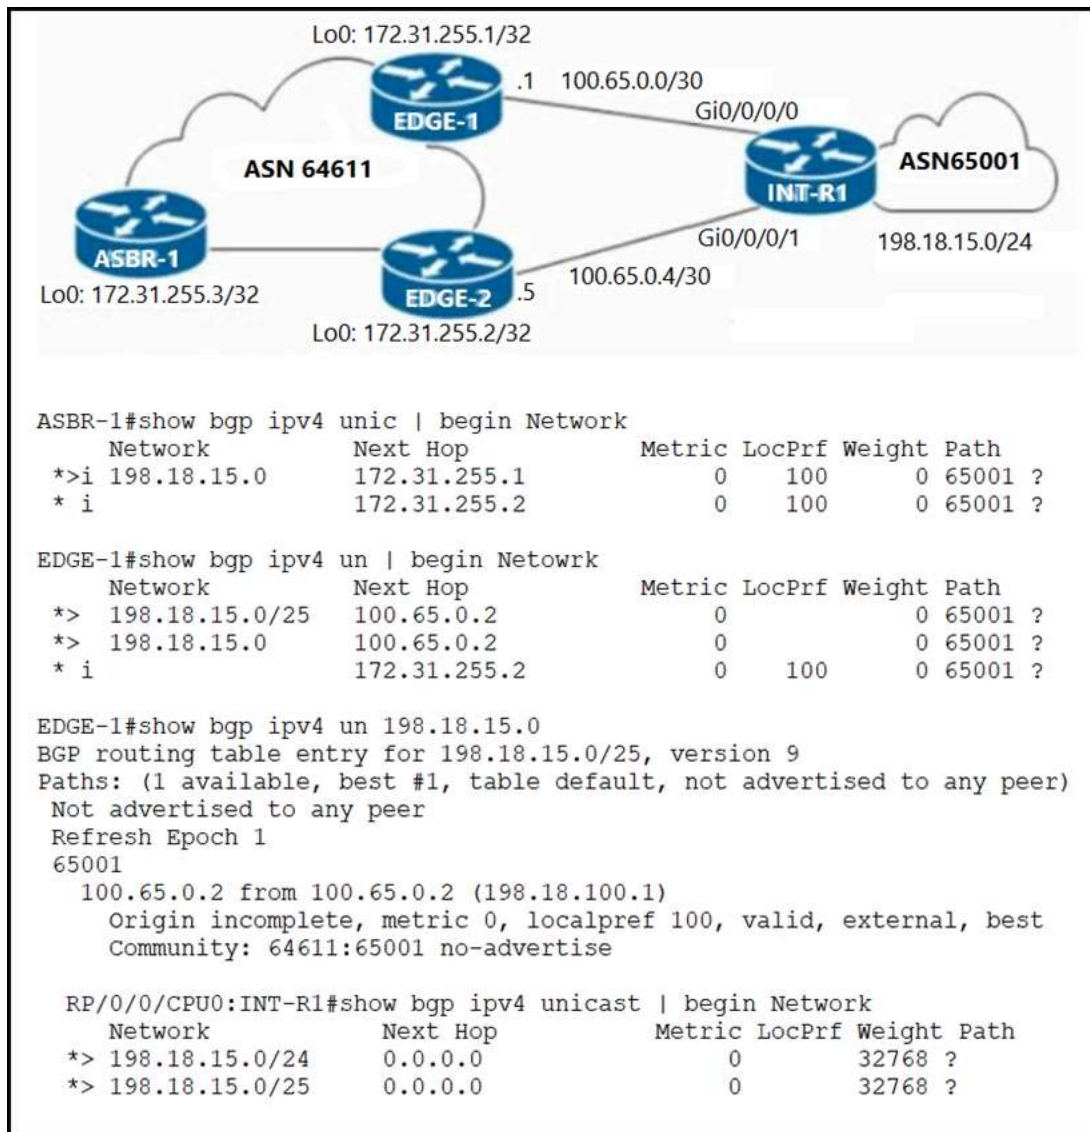 Lo0: 172.31.255.1/32
.1 100.65.0.0/30
Gi0/0/0/0
EDGE-1
ASN 64611
ASN65001
INT-R1
ASBR-1
Gi0/0/0/1
198.18.15.0/24
100.65.0.4/30
Lo0: 172.31.255.3/32
EDGE-2 .5
Lo0: 172.31.255.2/32
ASBR-1#show bgp ipv4 unic | begin Network
Network Next Hop Metric LocPrf Weight Path
*>i 198.18.15.0 172.31.255.1 0 100 0 65001 ?
* i 172.31.255.2 0 100 0 65001 ?
EDGE-1#show bgp ipv4 un | begin Netowrk
Network Next Hop Metric LocPrf Weight Path
*> 198.18.15.0/25 100.65.0.2 0 0 65001 ?
*> 198.18.15.0 100.65.0.2 0 0 65001 ?
* i 172.31.255.2 0 100 0 65001 ?
EDGE-1#show bgp ipv4 un 198.18.15.0
BGP routing table entry for 198.18.15.0/25, version 9
Paths: (1 available, best #1, table default, not advertised to any peer)
Not advertised to any peer
Refresh Epoch 1
65001
100.65.0.2 from 100.65.0.2 (198.18.100.1)
Origin incomplete, metric 0, localpref 100, valid, external, best
Community: 64611:65001 no-advertise
RP/0/0/CPU0:INT-R1#show bgp ipv4 unicast | begin Network
Network Next Hop Metric LocPrf Weight Path
*> 198.18.15.0/24 0.0.0.0 0 32768 ?
*> 198.18.15.0/25 0.0.0.0 0 32768 ?